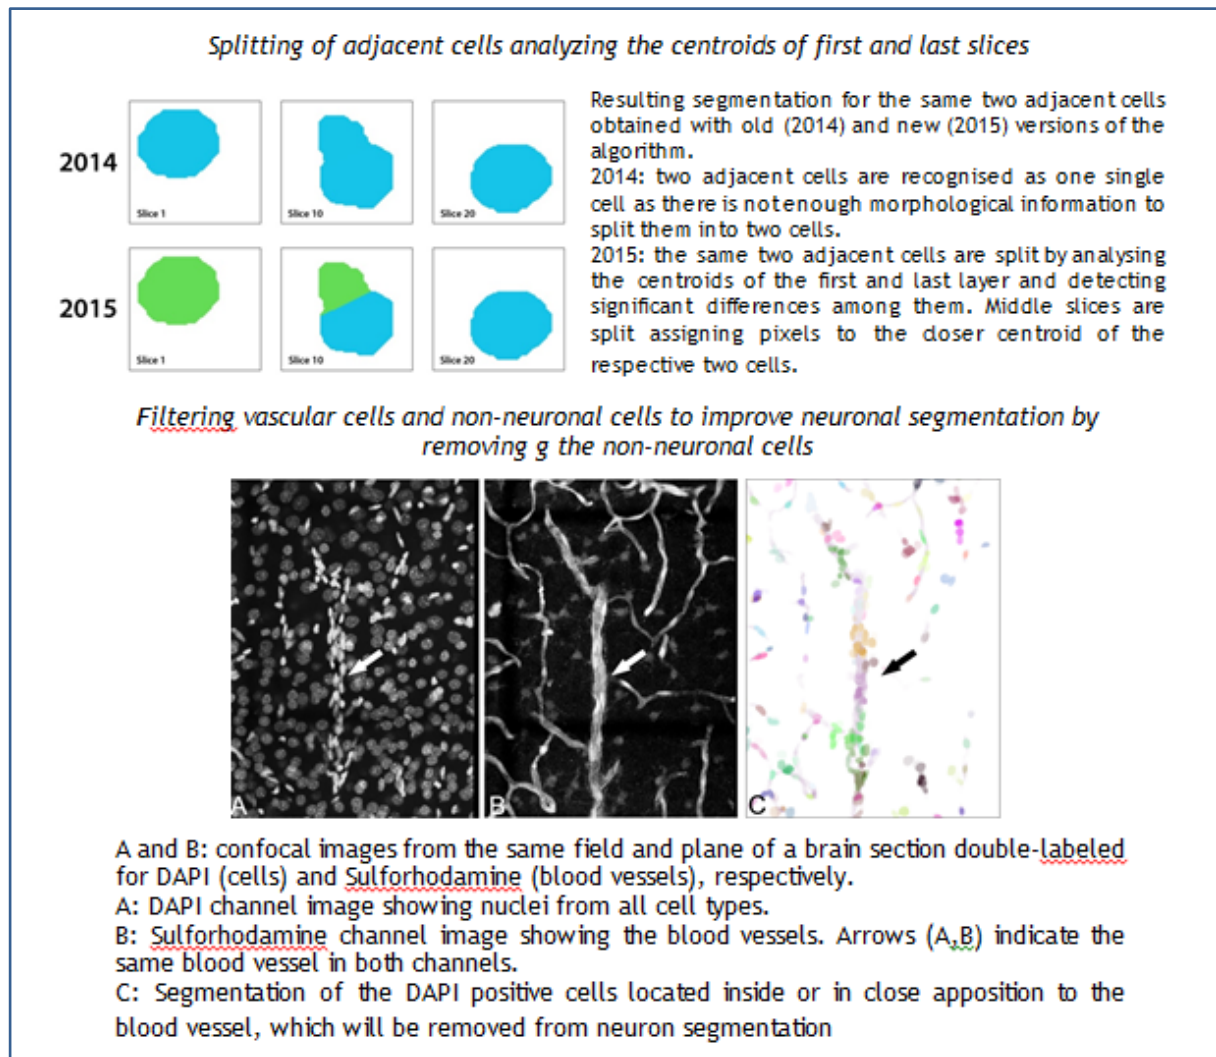 Splitting of adjacent cells analyzing the centroids of first and last slices
2014
Slice 1
Slice 10
Slice 20
2015
Slice 1
Slice 10
Slice 20
Resulting segmentation for the same two adjacent cells
obtained with old (2014) and new (2015) versions of the
algorithm.
2014: two adjacent cells are recognised as one single
cell as there is not enough morphological information to
split them into two cells.
2015: the same two adjacent cells are split by analysing
the centroids of the first and last layer and detecting
significant differences among them. Middle slices are
split assigning pixels to the closer centroid of the
respective two cells.
Filtering vascular cells and non-neuronal cells to improve neuronal segmentation by
removing g the non-neuronal cells
A
B
C
A and B: confocal images from the same field and plane of a brain section double-labeled
for DAPI (cells) and Sulforhodamine (blood vessels), respectively.
A: DAPI channel image showing nuclei from all cell types.
B: Sulforhodamine channel image showing the blood vessels. Arrows (A,B) indicate the
same blood vessel in both channels.
C: Segmentation of the DAPI positive cells located inside or in close apposition to the
blood vessel, which will be removed from neuron segmentation